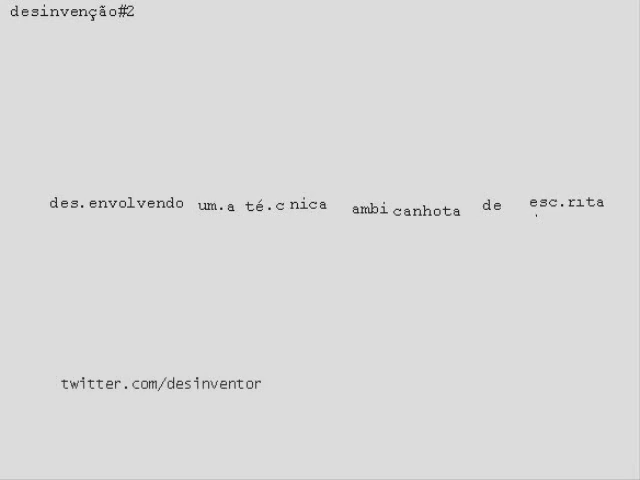 desinvenção#2
des.envolvendo um.a té.c nica ambi canhota de esc.rita
twitter.com/desinventor